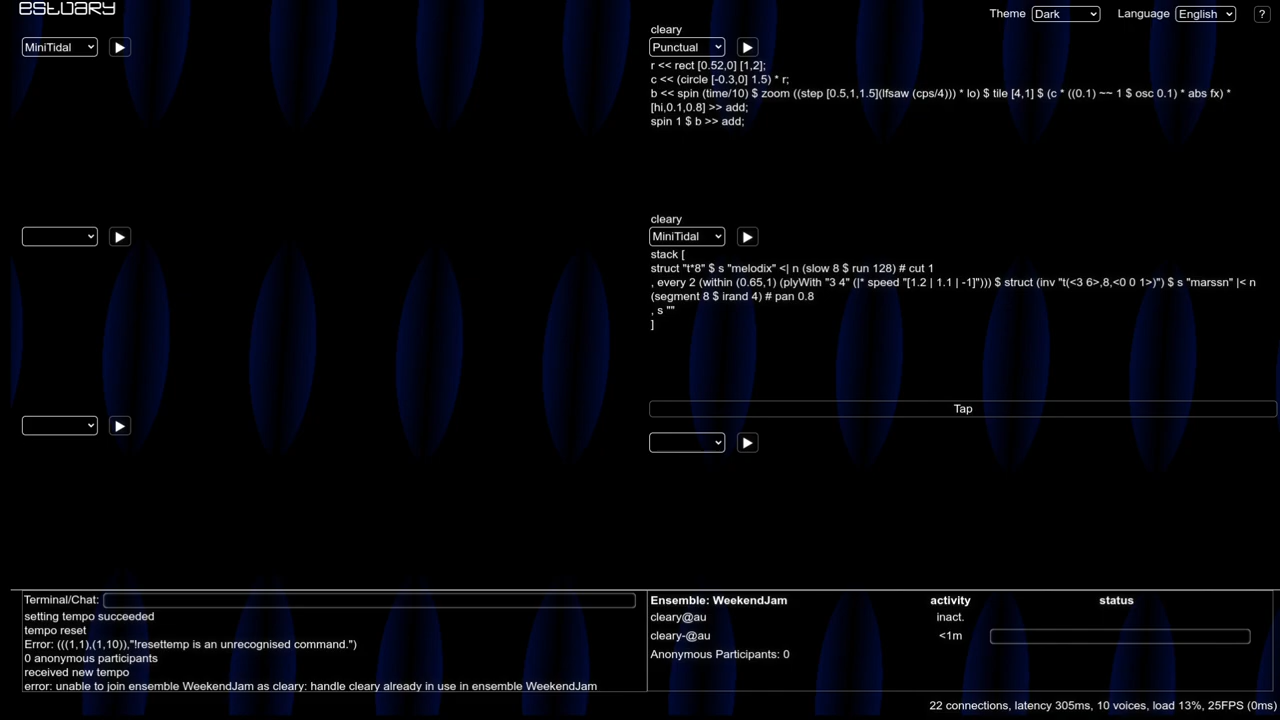 estuary
Theme Dark Language English ?
MiniTidal
cleary
Punctual
r << rect [0.52,0] [1,2];
c << (circle [-0.3,0] 1.5) * r;
b << spin (time/10) $ zoom ((step [0.5,1,1.5](lfsaw (cps/4))) * lo) $ tile [4,1] $ (c * ((0.1) ~~ 1 $ osc 0.1) * abs fx) *
[hi,0.1,0.8] >> add;
spin 1 $ b >> add;
cleary
MiniTidal
stack [
struct "t*8" $ s "melodix" <| n (slow 8 $ run 128) # cut 1
, every 2 (within (0.65,1) (plyWith "3 4" (|* speed "[1.2 | 1.1 | -1]"))) $ struct (inv "t(<3 6>,8,<0 0 1>)") $ s "marssn" |< n
(segment 8 $ irand 4) # pan 0.8
, s ""
]
Tap
Terminal/Chat:
setting tempo succeeded
tempo reset
Error: (((1,1),(1,10)),"!resettemp is an unrecognised command.")
0 anonymous participants
received new tempo
error: unable to join ensemble WeekendJam as cleary: handle cleary already in use in ensemble WeekendJam
Ensemble: WeekendJam activity status
cleary@au inact.
cleary-@au <1m
Anonymous Participants: 0
22 connections, latency 305ms, 10 voices, load 13%, 25FPS (0ms)